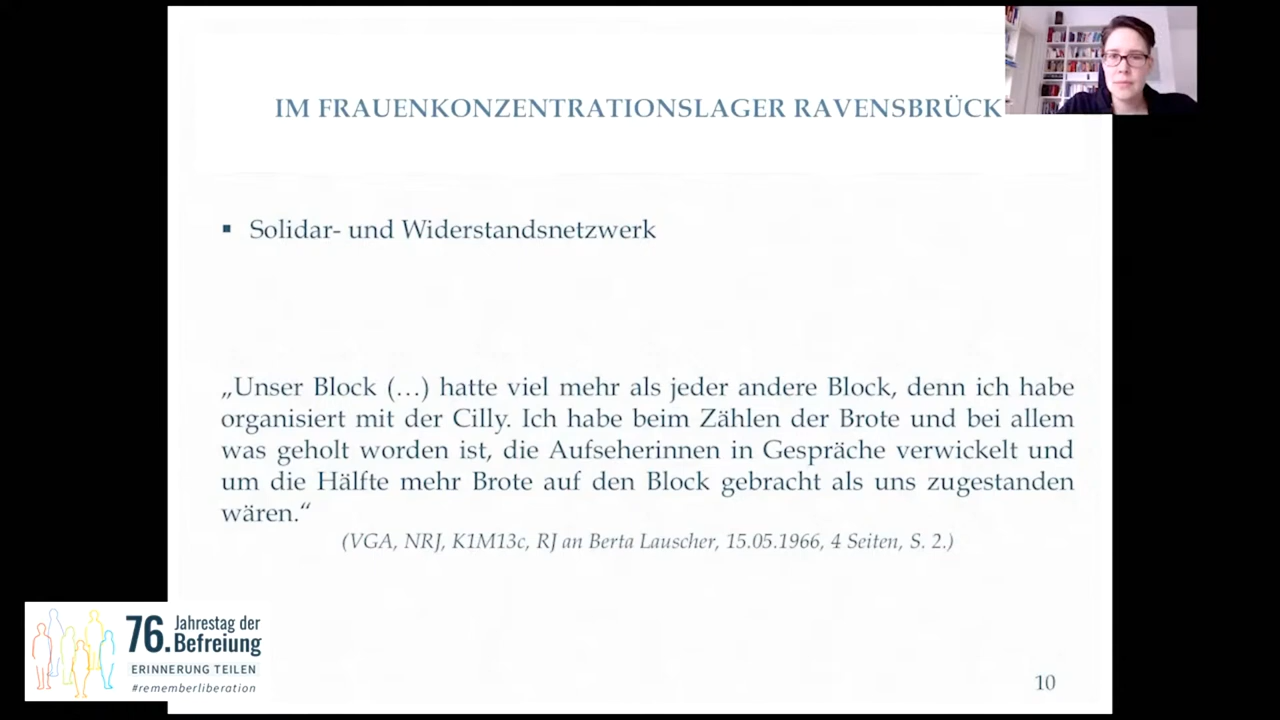 IM FRAUENKONZENTRATIONSLAGER RAVENSBRÜCK
▪ Solidar- und Widerstandsnetzwerk
„Unser Block (…) hatte viel mehr als jeder andere Block, denn ich habe
organisiert mit der Cilly. Ich habe beim Zählen der Brote und bei allem
was geholt worden ist, die Aufseherinnen in Gespräche verwickelt und
um die Hälfte mehr Brote auf den Block gebracht als uns zugestanden
wären.“
(VGA, NRJ, K1M13c, RJ an Berta Lauscher, 15.05.1966, 4 Seiten, S. 2.)
76. Jahrestag der
Befreiung
ERINNERUNG TEILEN
#rememberliberation
10